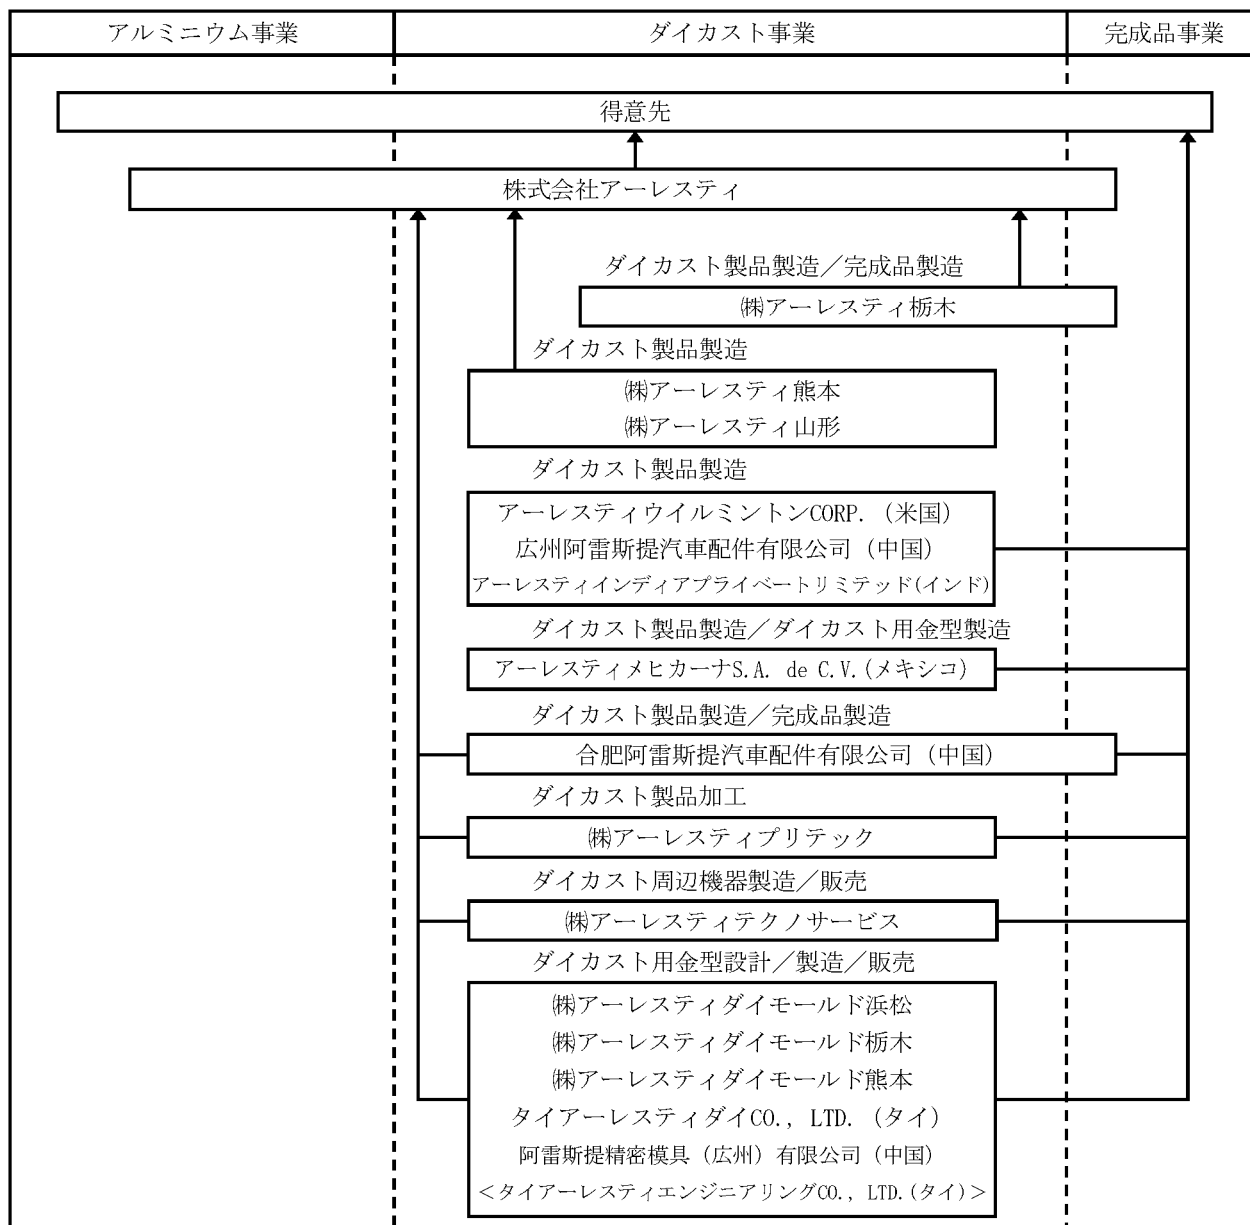 アルミニウム事業
ダイカスト事業
完成品事業
得意先
株式会社アーレスティ
ダイカスト製品製造／完成品製造
㈱アーレスティ栃木
ダイカスト製品製造
㈱アーレスティ熊本
㈱アーレスティ山形
ダイカスト製品製造
アーレスティウイルミントンCORP.（米国）
広州阿雷斯提汽車配件有限公司（中国）
アーレスティインディアプライベートリミテッド(インド)
ダイカスト製品製造／ダイカスト用金型製造
アーレスティメヒカーナS.A. de C.V.(メキシコ)
ダイカスト製品製造／完成品製造
合肥阿雷斯提汽車配件有限公司（中国）
ダイカスト製品加工
㈱アーレスティプリテック
ダイカスト周辺機器製造／販売
㈱アーレスティテクノサービス
ダイカスト用金型設計／製造／販売
㈱アーレスティダイモールド浜松
㈱アーレスティダイモールド栃木
㈱アーレスティダイモールド熊本
タイアーレスティダイCO., LTD.（タイ）
阿雷斯提精密模具（広州）有限公司（中国）
＜タイアーレスティエンジニアリングCO., LTD.(タイ)＞